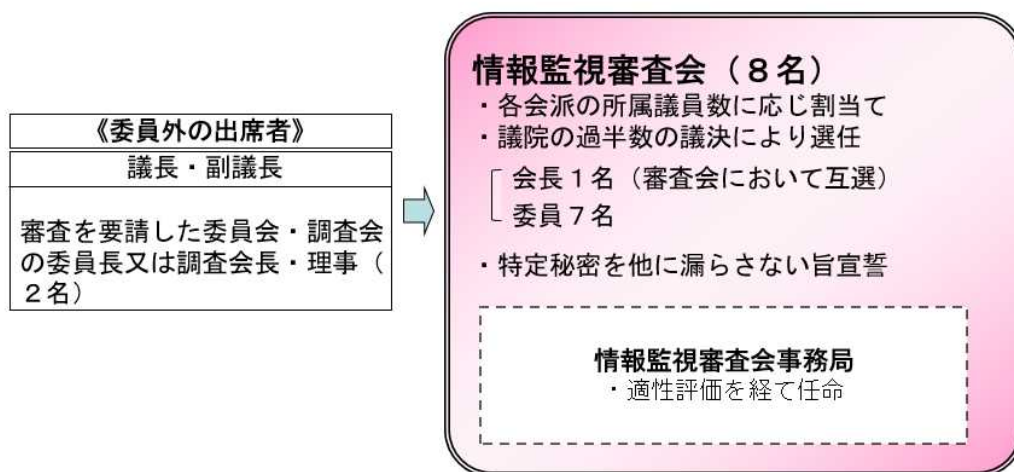 《委員外の出席者》
議長・副議長
審査を要請した委員会・調査会
の委員長又は調査会長・理事（
２名）
情報監視審査会（８名）
・各会派の所属議員数に応じ割当て
・議院の過半数の議決により選任
会長１名（審査会において互選）
委員７名
・特定秘密を他に漏らさない旨宣誓
情報監視審査会事務局
・適性評価を経て任命